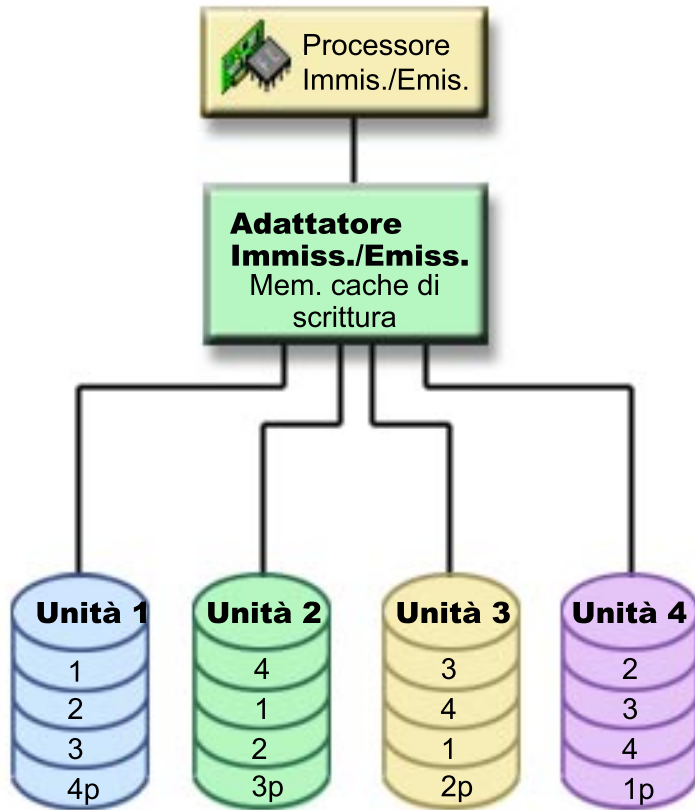 Processore
Immis./Emis.
Adattatore
Immiss./Emiss.
Mem. cache di
scrittura
Unità 1
1
2
3
4p
Unità 2
4
1
2
3p
Unità 3
3
4
1
2p
Unità 4
2
3
4
1p